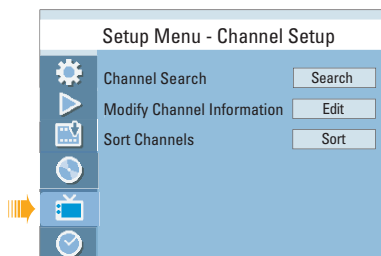 Setup Menu - Channel Setup
Channel Search Search
Modify Channel Information Edit
Sort Channels Sort